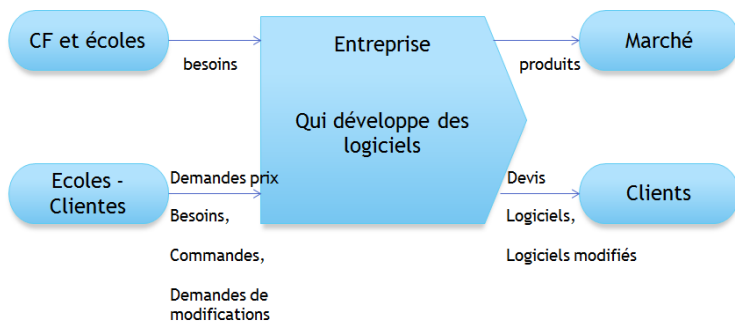 CF et écoles
besoins
Entreprise
Qui développe des
logiciels
produits
Marché
Ecoles -
Clientes
Demandes prix
Besoins,
Commandes,
Demandes de
modifications
Devis
Logiciels,
Logiciels modifiés
Clients